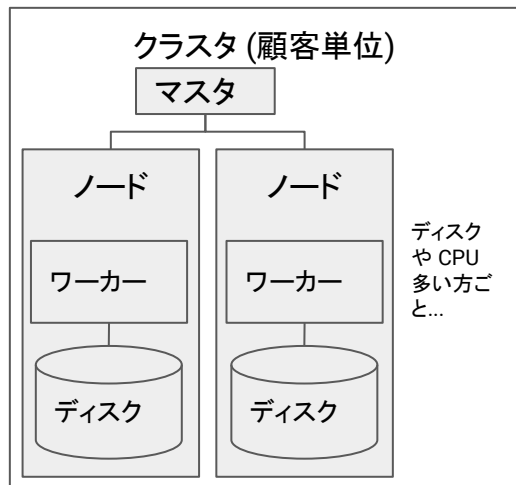 クラスタ (顧客単位)
マスタ
ノード
ノード
ワーカー
ワーカー
ディスク
ディスク
ディスク
や CPU
多い方ご
と...